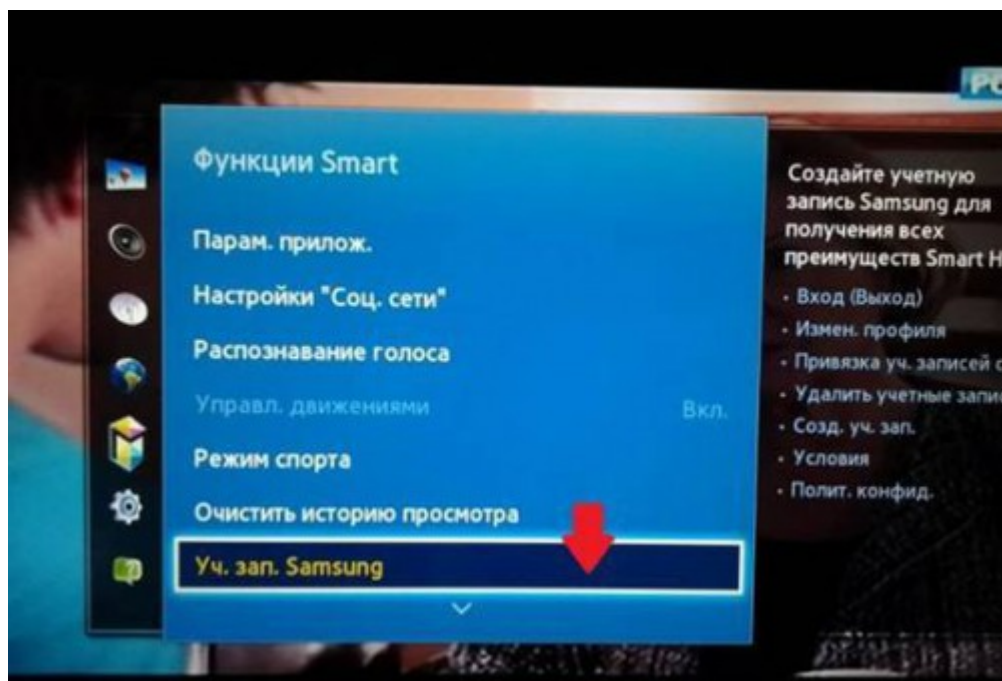 Функции Smart
Парам. прилож.
Настройки "Соц. сети"
Распознавание голоса
Управл. движениями Вкл.
Режим спорта
Очистить историю просмотра
Уч. зап. Samsung
Создайте учетную
запись Samsung для
получения всех
преимуществ Smart H
• Вход (Выход)
• Измен. профиля
• Привязка уч. записей с
• Удалить учетные запис
• Созд. уч. зап.
• Условия
• Полит. конфид.